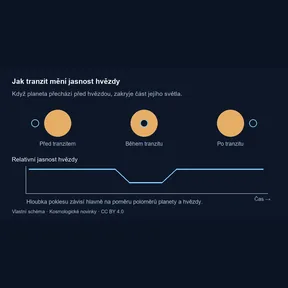 Jak tranzit mění jasnost hvězdy
Když planeta přechází před hvězdou, zakryje část jejího světla.
Před tranzitem
Během tranzitu
Po tranzitu
Relativní jasnost hvězdy
Čas →
Hloubka poklesu závisí hlavně na poměru poloměrů planety a hvězdy.
Vlastní schéma · Kosmologické novinky · CC BY 4.0